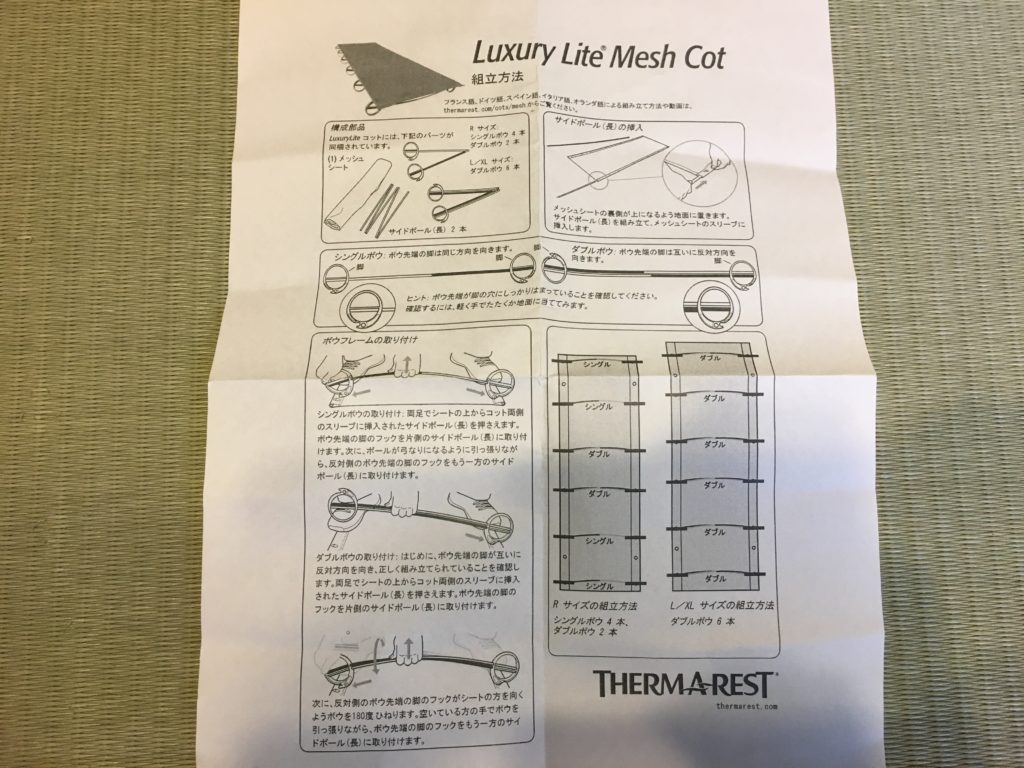 Luxury Lite® Mesh Cot
組立方法
フランス語、ドイツ語、スペイン語、イタリア語、オランダ語による組み立て方法や動画は、
thermarest.com/cots/meshからご覧ください。
構成部品
LuxuryLite コットには、下記のパーツが
同梱されています。
(1) メッシュ
シート
R サイズ:
シングルボウ 4 本
ダブルボウ 2 本
L／XL サイズ:
ダブルボウ 6 本
サイドポール(長) 2 本
サイドポール(長)の挿入
メッシュシートの裏側が上になるよう地面に置きます。
サイドポール(長)を組み立て、メッシュシートのスリーブに
挿入します。
シングルボウ: ボウ先端の脚は同じ方向を向きます。
脚
脚
ダブルボウ: ボウ先端の脚は互いに反対方向を
向きます。
脚
脚
ヒント: ボウ先端が脚の穴にしっかりはまっていることを確認してください。
確認するには、軽く手でたたくか地面に当ててみます。
ボウフレームの取り付け
シングルボウの取り付け: 両足でシートの上からコット両側
のスリーブに挿入されたサイドポール(長)を押さえます。
ボウ先端の脚のフックを片側のサイドポール(長)に取り付
けます。次に、ポールが弓なりになるように引っ張りなが
ら、反対側のボウ先端の脚のフックをもう一方のサイド
ポール(長)に取り付けます。
ダブルボウの取り付け: はじめに、ボウ先端の脚が互いに
反対方向を向き、正しく組み立てられていることを確認し
ます。両足でシートの上からコット両側のスリーブに挿入
されたサイドポール(長)を押さえます。ボウ先端の脚の
フックを片側のサイドポール(長)に取り付けます。
次に、反対側のボウ先端の脚のフックがシートの方を向く
ようボウを180度ひねります。空いている方の手でボウを
引っ張りながら、ボウ先端の脚のフックをもう一方のサイ
ドポール(長)に取り付けます。
シングル
シングル
ダブル
ダブル
シングル
シングル
R サイズの組立方法
シングルボウ 4 本、
ダブルボウ 2 本
ダブル
ダブル
ダブル
ダブル
ダブル
ダブル
L／XL サイズの組立方法
ダブルボウ 6 本
THERMAREST®
thermarest.com